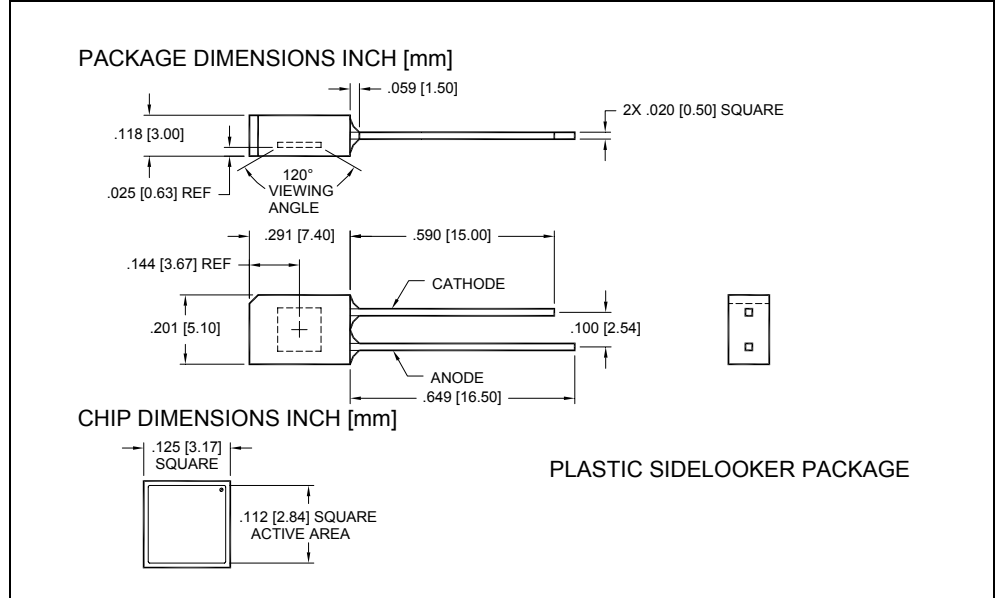 PACKAGE DIMENSIONS INCH [mm]
.059 [1.50]
2X .020 [0.50] SQUARE
.118 [3.00]
.025 [0.63] REF
120°
VIEWING
ANGLE
.291 [7.40]
.590 [15.00]
.144 [3.67] REF
CATHODE
.201 [5.10]
.100 [2.54]
ANODE
.649 [16.50]
CHIP DIMENSIONS INCH [mm]
.125 [3.17]
SQUARE
PLASTIC SIDELOOKER PACKAGE
.112 [2.84] SQUARE
ACTIVE AREA